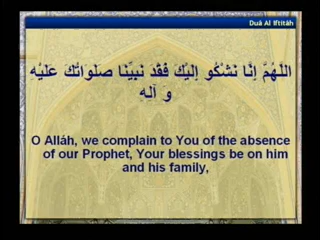 Duá Al Iftitáh
اللَّهُمَّ إِنَّا نَشْكُو إِلَيْكَ فَقْدَ نَبِيِّنَا صَلَوَاتُكَ عَلَيْهِ
وَ آلِهِ
O Alláh, we complain to You of the absence
of our Prophet, Your blessings be on him
and his family,